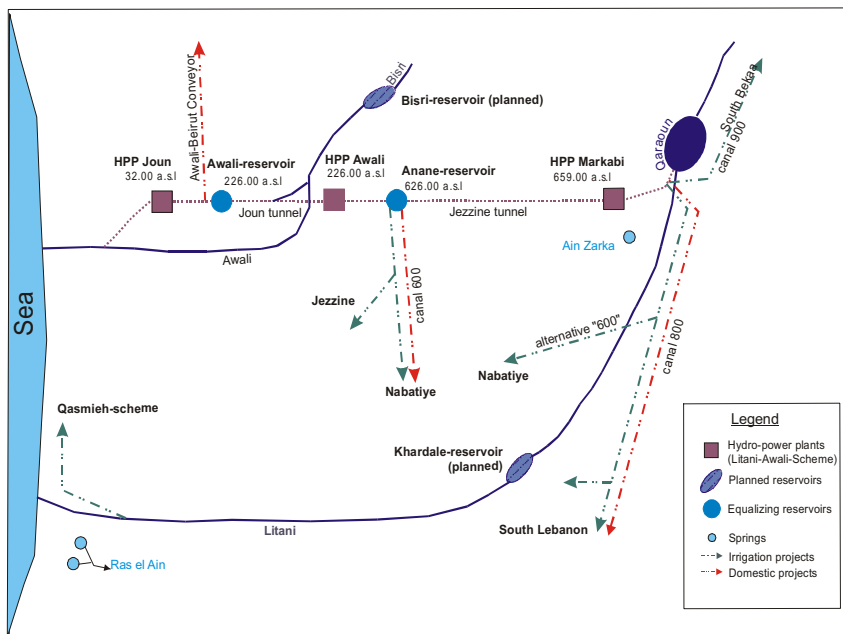 Awali-Beirut Conveyor
Bisri
Bisri-reservoir (planned)
South Bekaa
canal 900
Qaraoun
HPP Joun
32.00 a.s.l
Awali-reservoir
226.00 a.s.l
HPP Awali
226.00 a.s.l
Anane-reservoir
626.00 a.s.l
HPP Markabi
659.00 a.s.l
Joun tunnel
Jezzine tunnel
Ain Zarka
Awali
Sea
Jezzine
canal 600
Nabatiye
alternative "600"
Nabatiye
canal 800
Qasmieh-scheme
Khardale-reservoir
(planned)
South Lebanon
Litani
Ras el Ain
Legend
Hydro-power plants
(Litani-Awali-Scheme)
Planned reservoirs
Equalizing reservoirs
Springs
Irrigation projects
Domestic projects